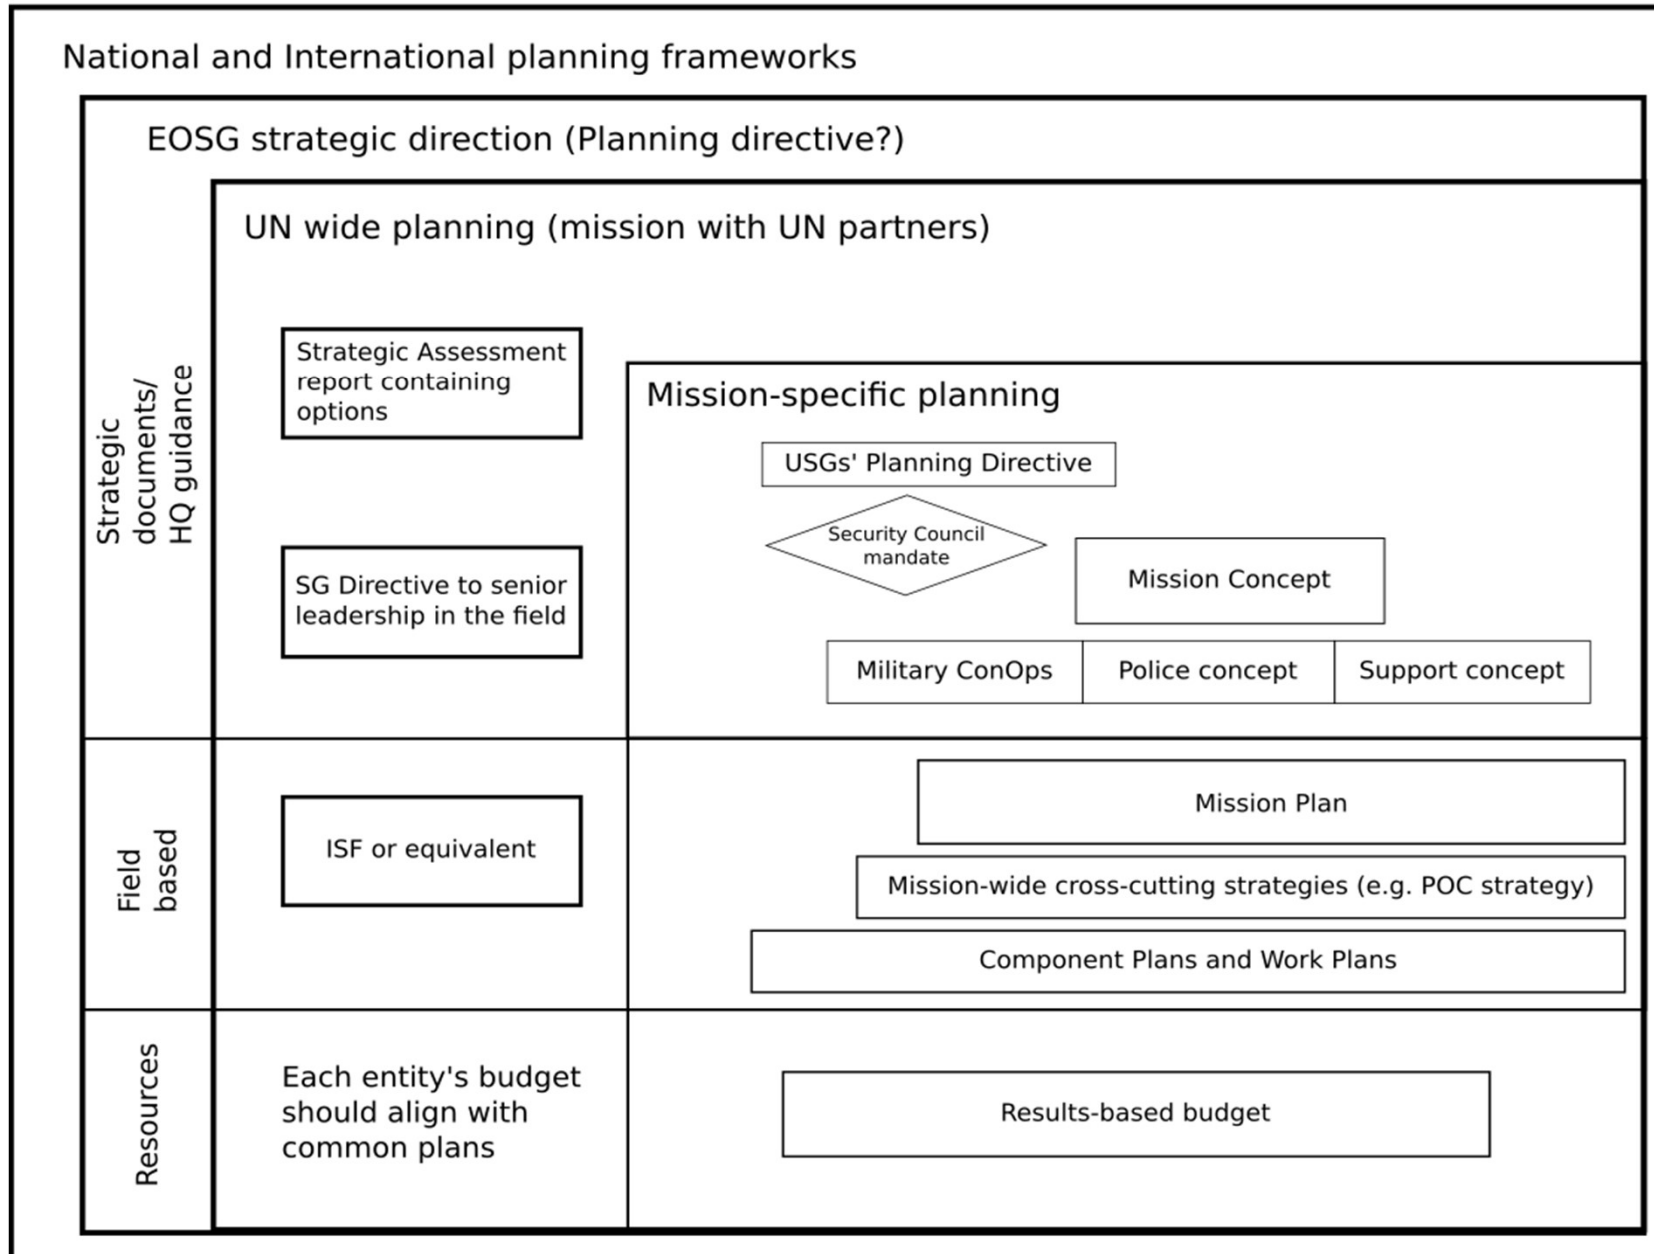 National and International planning frameworks
EOSG strategic direction (Planning directive?)
UN wide planning (mission with UN partners)
Strategic
documents/
HQ guidance
Strategic Assessment
report containing
options
SG Directive to senior
leadership in the field
Mission-specific planning
USGs' Planning Directive
Security Council
mandate
Mission Concept
Military ConOps
Police concept
Support concept
Field
based
ISF or equivalent
Mission Plan
Mission-wide cross-cutting strategies (e.g. POC strategy)
Component Plans and Work Plans
Resources
Each entity's budget
should align with
common plans
Results-based budget